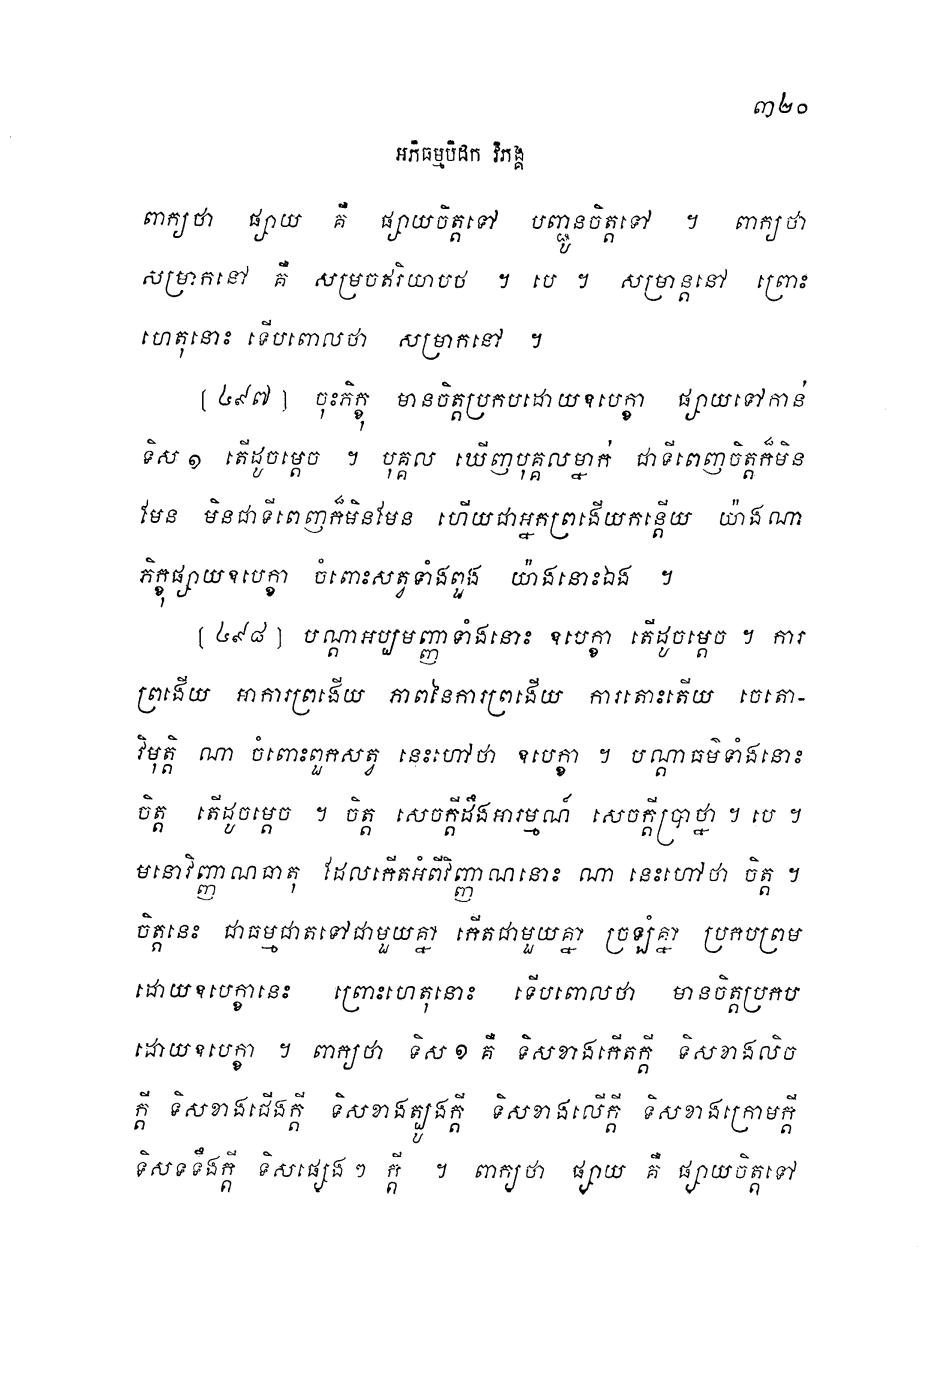 ៣២០
អភិធម្មបិដក វិភង្គ
ពាក្យថា ផ្សាយ គឺ ផ្សាយចិត្តទៅ បញ្ជូនចិត្តទៅ ។ ពាក្យថា
សម្រាកនៅ គឺ សម្រេចឥរិយាបថ ។ បេ ។ សម្រាន្តនៅ ព្រោះ
ហេតុនោះ ទើបពោលថា សម្រាកនៅ ។
(៤៩៧) ចុះភិក្ខុ មានចិត្តប្រកបដោយឧបេក្ខា ផ្សាយទៅកាន់
ទិស១ តើដូចម្តេច ។ បុគ្គល ឃើញបុគ្គលម្នាក់ ជាទីពេញចិត្តក៏មិន
មែន មិនជាទីពេញក៏មិនមែន ហើយជាអ្នកព្រងើយកន្តើយ យ៉ាងណា
ភិក្ខុផ្សាយឧបេក្ខា ចំពោះសត្វទាំងពួង យ៉ាងនោះឯង ។
(៤៩៨) បណ្តាអប្បមញ្ញាទាំងនោះ ឧបេក្ខា តើដូចម្តេច ។ ការ
ព្រងើយ អាការព្រងើយ ភាពនៃការព្រងើយ ការតោះតើយ ចេតោ-
វិមុត្តិ ណា ចំពោះពួកសត្វ នេះហៅថា ឧបេក្ខា ។ បណ្តាធម៌ទាំងនោះ
ចិត្ត តើដូចម្តេច ។ ចិត្ត សេចក្តីដឹងអារម្មណ៍ សេចក្តីប្រាថ្នា ។ បេ ។
មនោវិញ្ញាណធាតុ ដែលកើតអំពីវិញ្ញាណនោះ ណា នេះហៅថា ចិត្ត ។
ចិត្តនេះ ជាធម្មជាតទៅជាមួយគ្នា កើតជាមួយគ្នា ច្រឡំគ្នា ប្រកបព្រម
ដោយឧបេក្ខានេះ ព្រោះហេតុនោះ ទើបពោលថា មានចិត្តប្រកប
ដោយឧបេក្ខា ។ ពាក្យថា ទិស១ គឺ ទិសខាងកើតក្តី ទិសខាងលិច
ក្តី ទិសខាងជើងក្តី ទិសខាងត្បូងក្តី ទិសខាងលើក្តី ទិសខាងក្រោមក្តី
ទិសទទឹងក្តី ទិសផ្សេងៗ ក្តី ។ ពាក្យថា ផ្សាយ គឺ ផ្សាយចិត្តទៅ